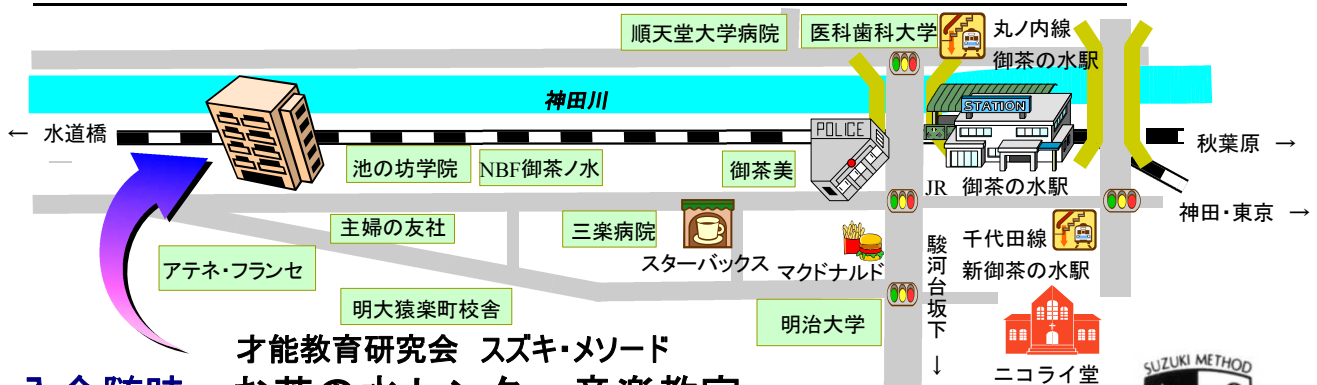 順天堂大学病院
医科歯科大学
丸ノ内線
御茶の水駅
神田川
STATION
← 水道橋
POLICE
秋葉原 →
池の坊学院
NBF御茶ノ水
御茶美
JR 御茶の水駅
神田・東京 →
主婦の友社
三楽病院
スターバックス
マクドナルド
駿河台坂下
↓
千代田線
新御茶の水駅
アテネ・フランセ
明大猿楽町校舎
明治大学
ニコライ堂
才能教育研究会 スズキ・メソード
SUZUKI METHOD